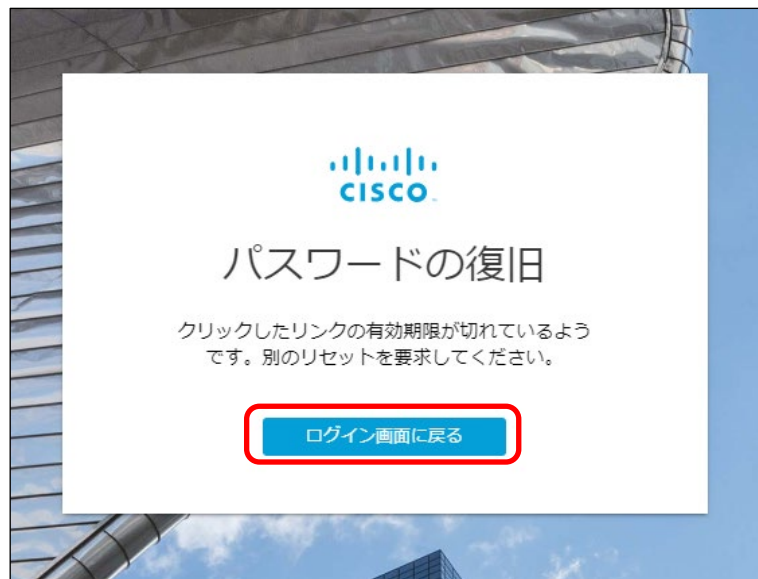 CISCO
パスワードの復旧
クリックしたリンクの有効期限が切れているよう
です。別のリセットを要求してください。
ログイン画面に戻る